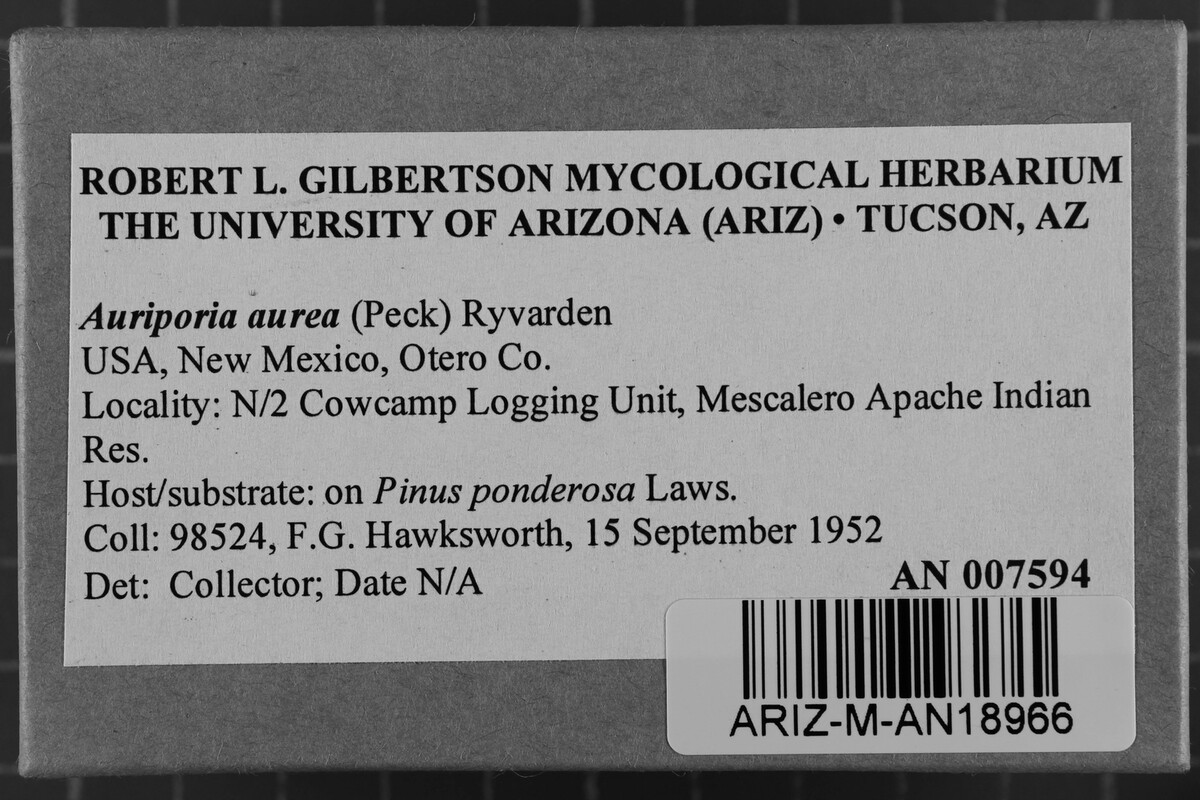 ROBERT L. GILBERTSON MYCOLOGICAL HERBARIUM
THE UNIVERSITY OF ARIZONA (ARIZ) • TUCSON, AZ
Auriporia aurea (Peck) Ryvarden
USA, New Mexico, Otero Co.
Locality: N/2 Cowcamp Logging Unit, Mescalero Apache Indian
Res.
Host/substrate: on Pinus ponderosa Laws.
Coll: 98524, F.G. Hawksworth, 15 September 1952
Det: Collector; Date N/A
AN 007594
ARIZ-M-AN18966